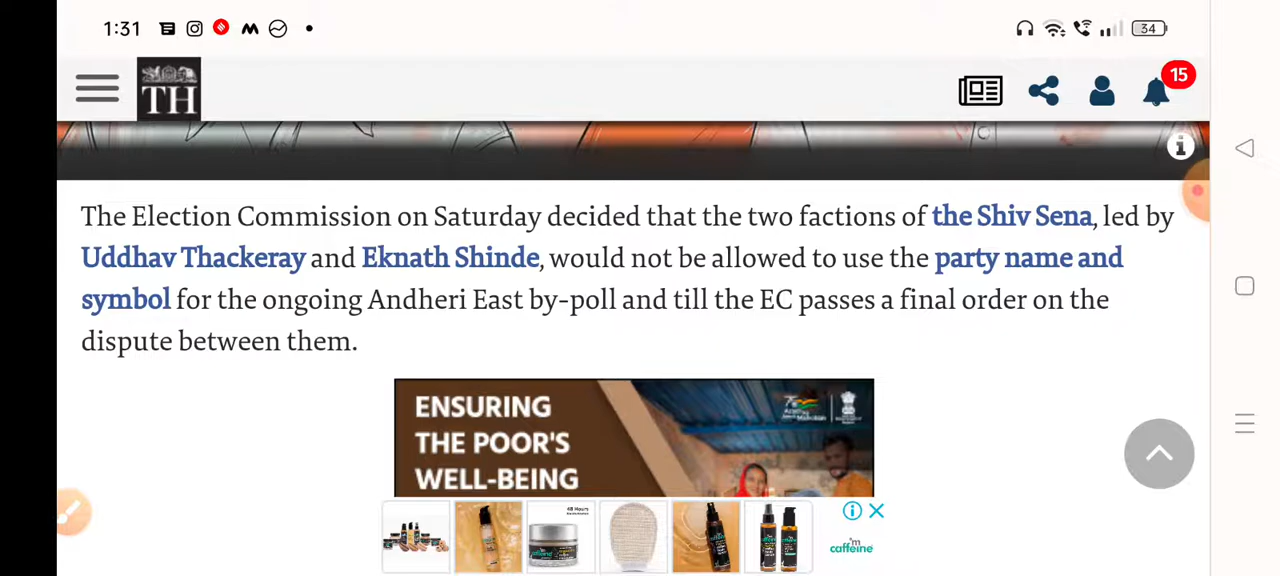 1:31
34
TH
15
The Election Commission on Saturday decided that the two factions of the Shiv Sena, led by
Uddhav Thackeray and Eknath Shinde, would not be allowed to use the party name and
symbol for the ongoing Andheri East by-poll and till the EC passes a final order on the
dispute between them.
ENSURING
THE POOR'S
WELL-BEING
48 Hours
I'm
caffeine